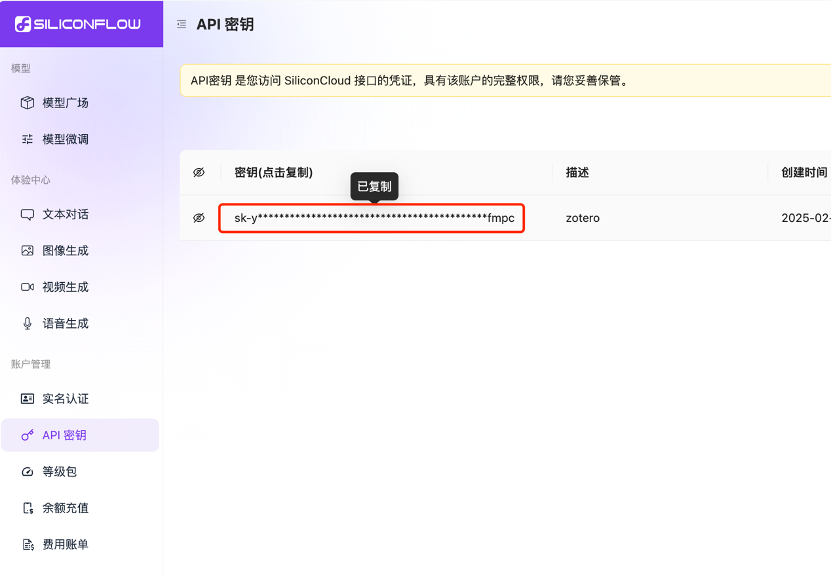 SILICONFLOW
API 密钥
模型
模型广场
模型微调
体验中心
文本对话
图像生成
视频生成
语音生成
账户管理
实名认证
API 密钥
等级包
余额充值
费用账单
API密钥 是您访问 SiliconCloud 接口的凭证，具有该账户的完整权限，请您妥善保管。
密钥(点击复制) 描述 创建时间
已复制
sk-y*******************************************fmpc zotero 2025-02-